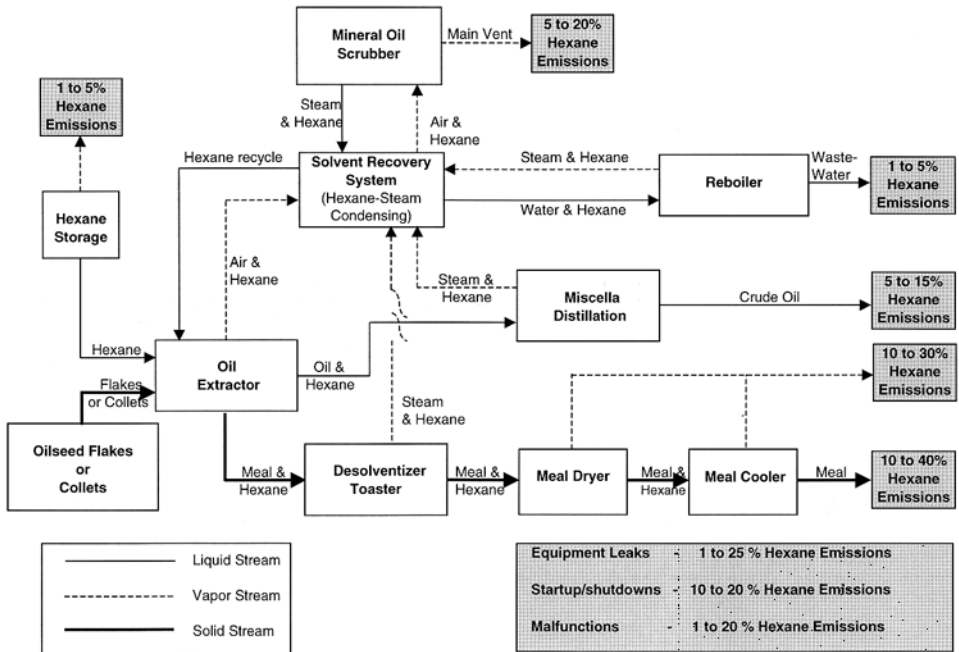 Mineral Oil
Scrubber
Main Vent
5 to 20%
Hexane
Emissions
1 to 5%
Hexane
Emissions
Steam
& Hexane
Air &
Hexane
Hexane recycle
Solvent Recovery
System
(Hexane-Steam
Condensing)
Steam & Hexane
Water & Hexane
Reboiler
Waste-
Water
1 to 5%
Hexane
Emissions
Hexane
Storage
Air &
Hexane
Steam &
Hexane
Miscella
Distillation
Crude Oil
5 to 15%
Hexane
Emissions
Hexane
Flakes
or Collets
Oil
Extractor
Oil &
Hexane
Steam
& Hexane
10 to 30%
Hexane
Emissions
Oilseed Flakes
or
Collets
Meal &
Hexane
Desolventizer
Toaster
Meal &
Hexane
Meal Dryer
Meal &
Hexane
Meal Cooler
Meal
10 to 40%
Hexane
Emissions
Liquid Stream
Vapor Stream
Solid Stream
Equipment Leaks - 1 to 25 % Hexane Emissions
Startup/shutdowns - 10 to 20 % Hexane Emissions
Malfunctions - 1 to 20 % Hexane Emissions